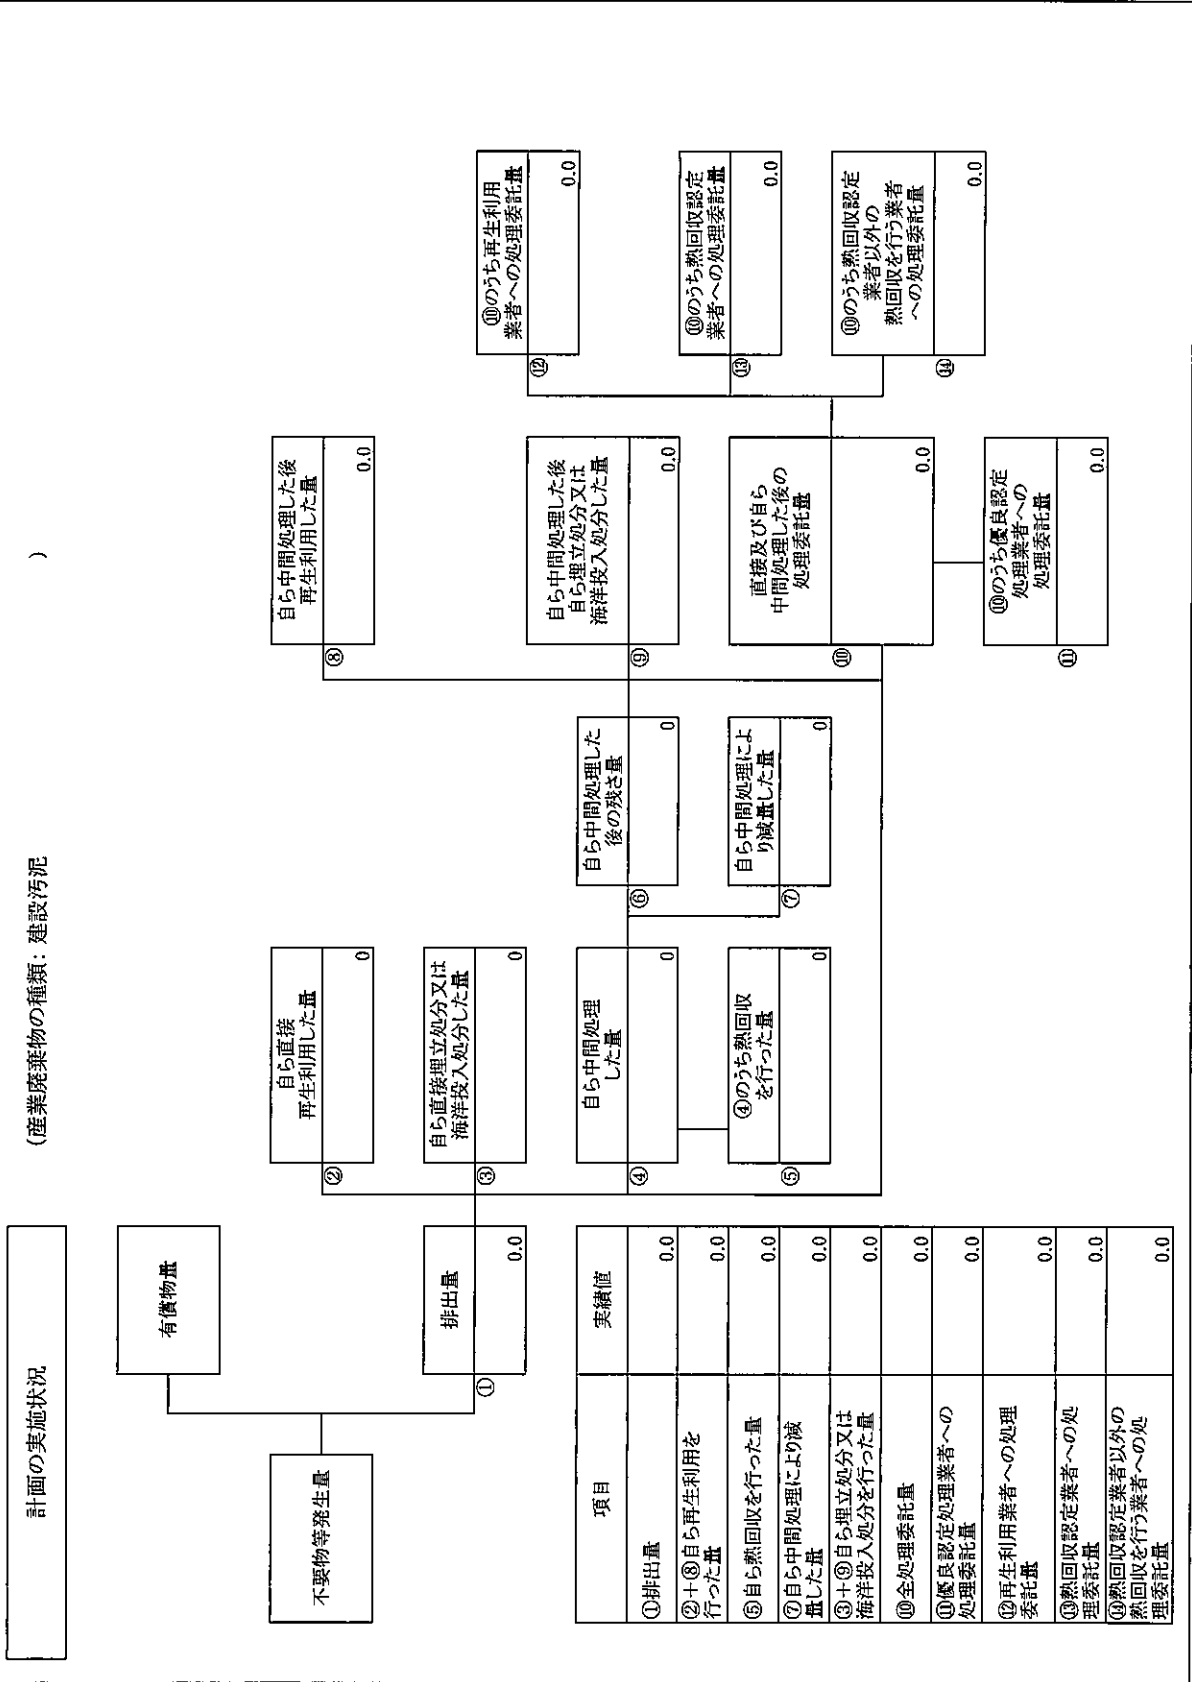 計画の実施状況
(産業廃棄物の種類：建設汚泥
)
不要物等発生量
有償物量
①
排出量
0.0
②
自ら直接
再生利用した量
0
③
自ら直接埋立処分又は
海洋投入処分した量
0
④
自ら中間処理
した量
0
⑤
④のうち熱回収
を行った量
0
⑥
自ら中間処理した
後の残さ量
0
⑦
自ら中間処理によ
り減量した量
0
⑧
自ら中間処理した後
再生利用した量
0.0
⑨
自ら中間処理した後
自ら埋立処分又は
海洋投入処分した量
0.0
⑩
直接及び自ら
中間処理した後の
処理委託量
0.0
⑪
⑩のうち優良認定
処理業者への
処理委託量
0.0
⑫
⑩のうち再生利用
業者への処理委託量
0.0
⑬
⑩のうち熱回収認定
業者への処理委託量
0.0
⑭
⑩のうち熱回収認定
業者以外の
熱回収を行う業者
への処理委託量
0.0
項目
実績値
①排出量
0.0
②＋⑧自ら再生利用を
行った量
0.0
⑤自ら熱回収を行った量
0.0
⑦自ら中間処理により減
量した量
0.0
③＋⑨自ら埋立処分又は
海洋投入処分を行った量
0.0
⑩全処理委託量
0.0
⑪優良認定処理業者への
処理委託量
0.0
⑫再生利用業者への処理
委託量
0.0
⑬熱回収認定業者への処
理委託量
0.0
⑭熱回収認定業者以外の
熱回収を行う業者への処
理委託量
0.0